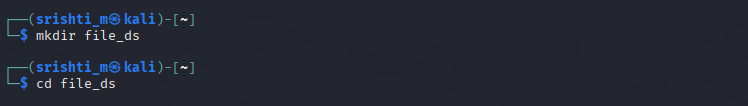 ┌──(srishti_m㉿kali)-[~]
└─$ mkdir file_ds
┌──(srishti_m㉿kali)-[~]
└─$ cd file_ds